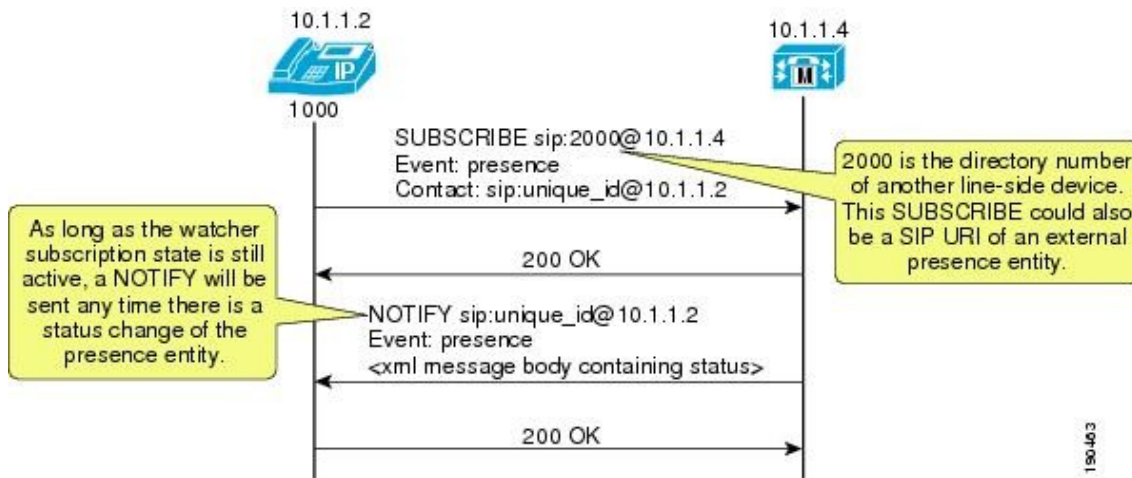 10.1.1.2
10.1.1.4
IP
M
1000
SUBSCRIBE sip:2000@10.1.1.4
Event: presence
Contact: sip:unique_id@10.1.1.2
2000 is the directory number
of another line-side device.
This SUBSCRIBE could also
be a SIP URI of an external
presence entity.
As long as the watcher
subscription state is still
active, a NOTIFY will be
sent any time there is a
status change of the
presence entity.
200 OK
NOTIFY sip:unique_id@10.1.1.2
Event: presence
<xml message body containing status>
200 OK
190463